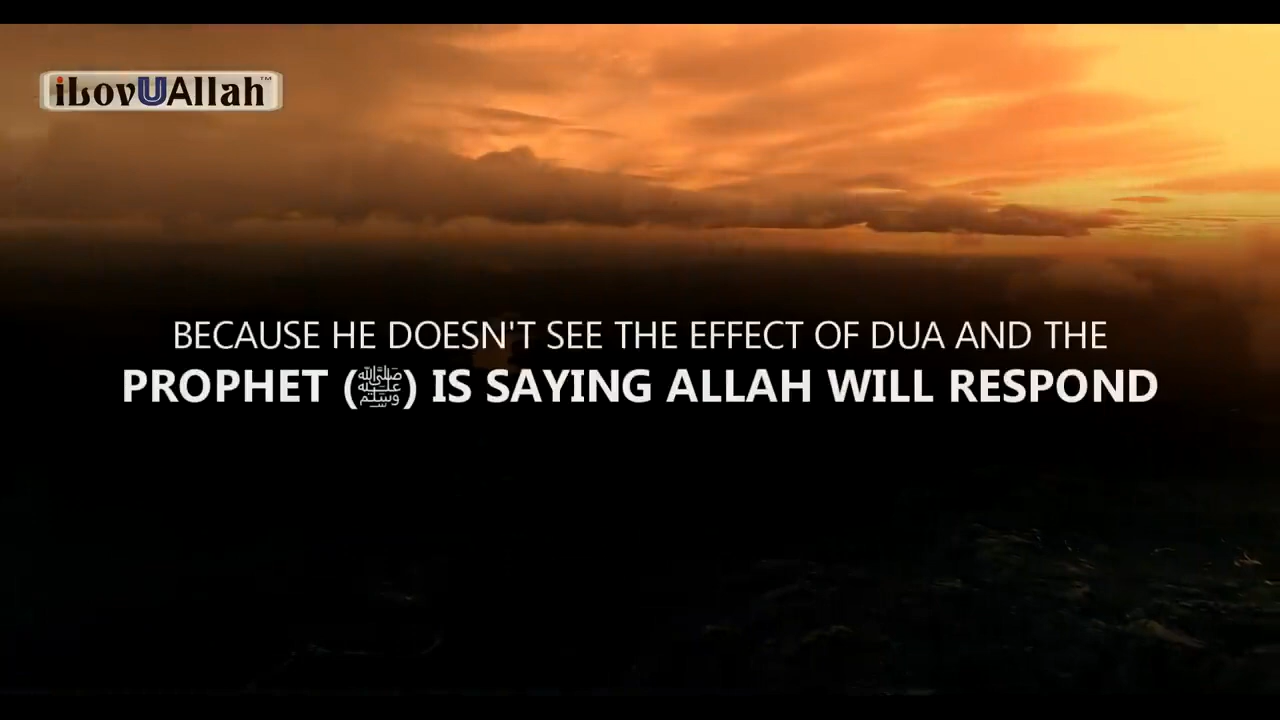 iLovUAllah™
BECAUSE HE DOESN'T SEE THE EFFECT OF DUA AND THE
PROPHET (ﷺ) IS SAYING ALLAH WILL RESPOND